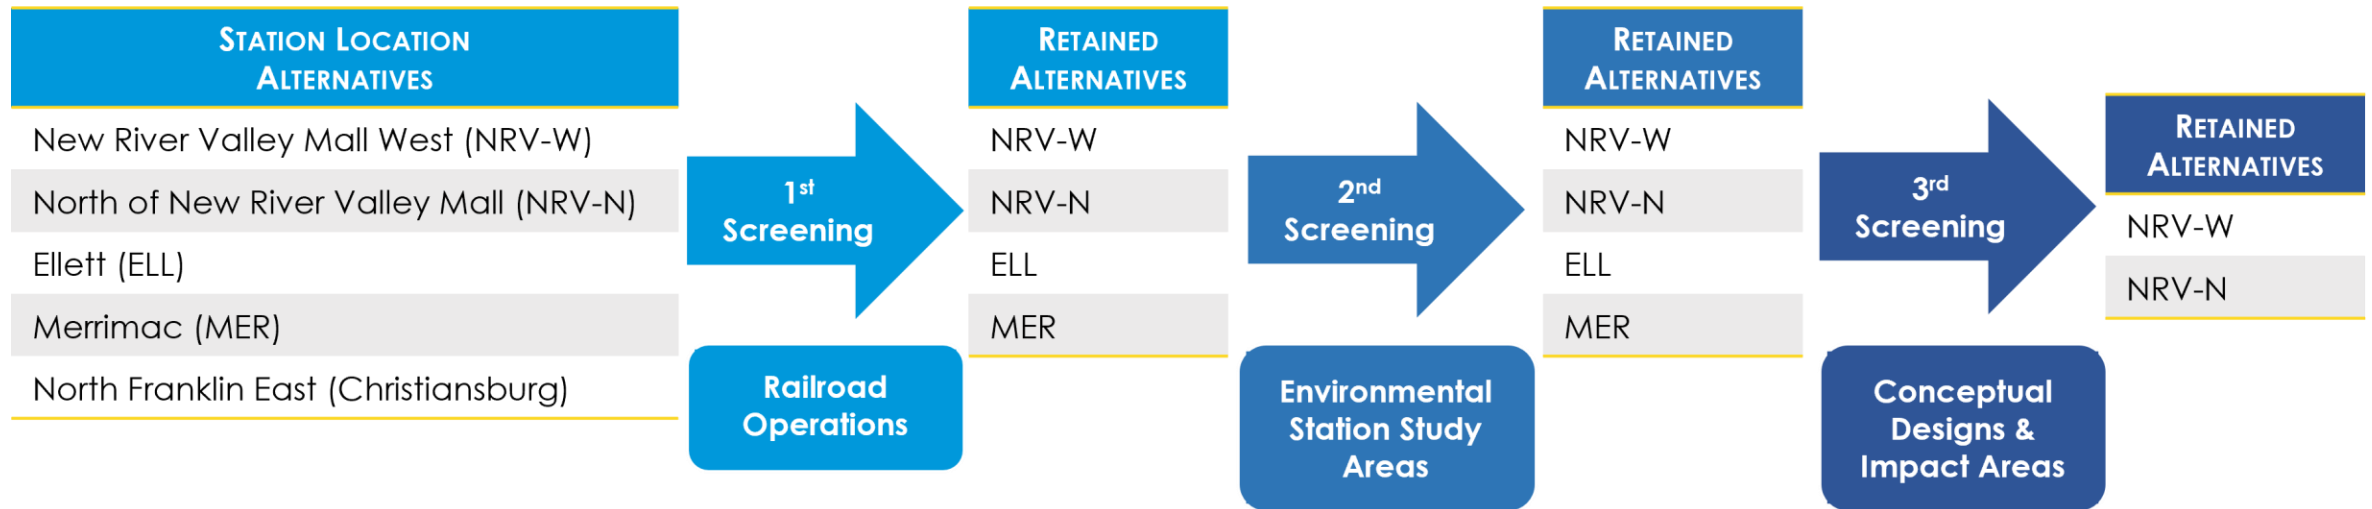 STATION LOCATION
ALTERNATIVES
New River Valley Mall West (NRV-W)
North of New River Valley Mall (NRV-N)
Ellett (ELL)
Merrimac (MER)
North Franklin East (Christiansburg)
1st
Screening
Railroad
Operations
RETAINED
ALTERNATIVES
NRV-W
NRV-N
ELL
MER
2nd
Screening
Environmental
Station Study
Areas
RETAINED
ALTERNATIVES
NRV-W
NRV-N
ELL
MER
3rd
Screening
Conceptual
Designs &
Impact Areas
RETAINED
ALTERNATIVES
NRV-W
NRV-N